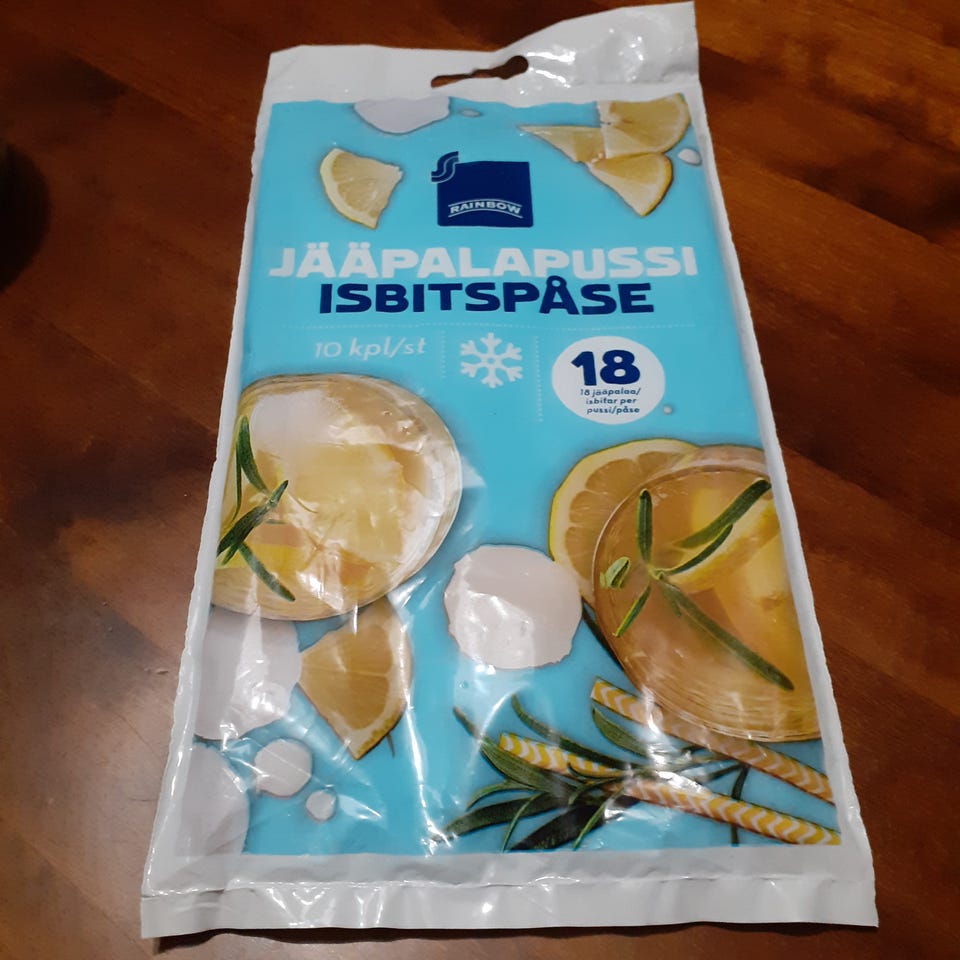 RAINBOW
JÄÄPALAPUSSI
ISBITSPÅSE
10 kpl/st
18
18 jääpalaa/
isbitar per
pussi/påse